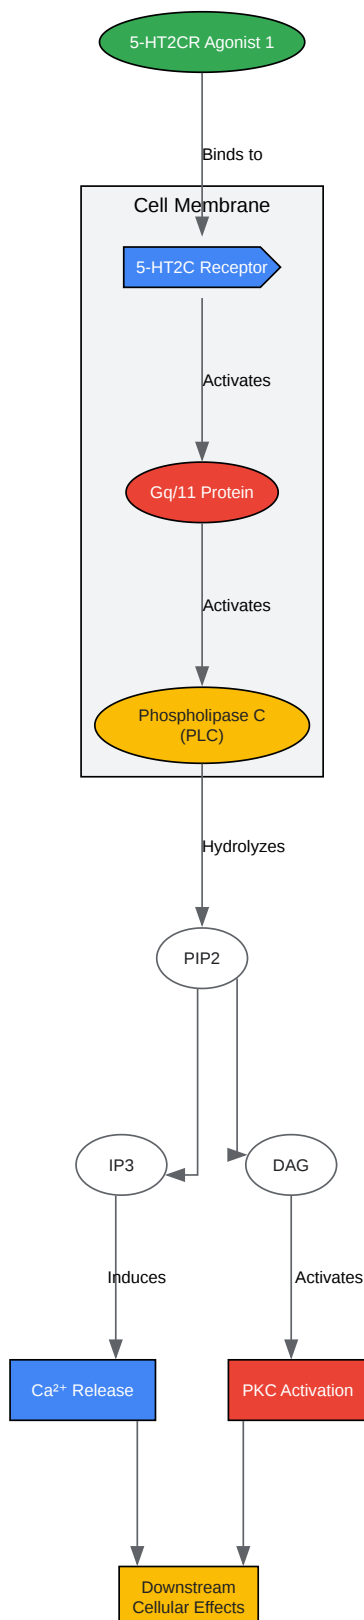 5-HT2CR Agonist 1
Binds to
Cell Membrane
5-HT2C Receptor
Activates
Gq/11 Protein
Activates
Phospholipase C
(PLC)
Hydrolyzes
PIP2
IP3
DAG
Induces
Activates
Ca²⁺ Release
PKC Activation
Downstream
Cellular Effects